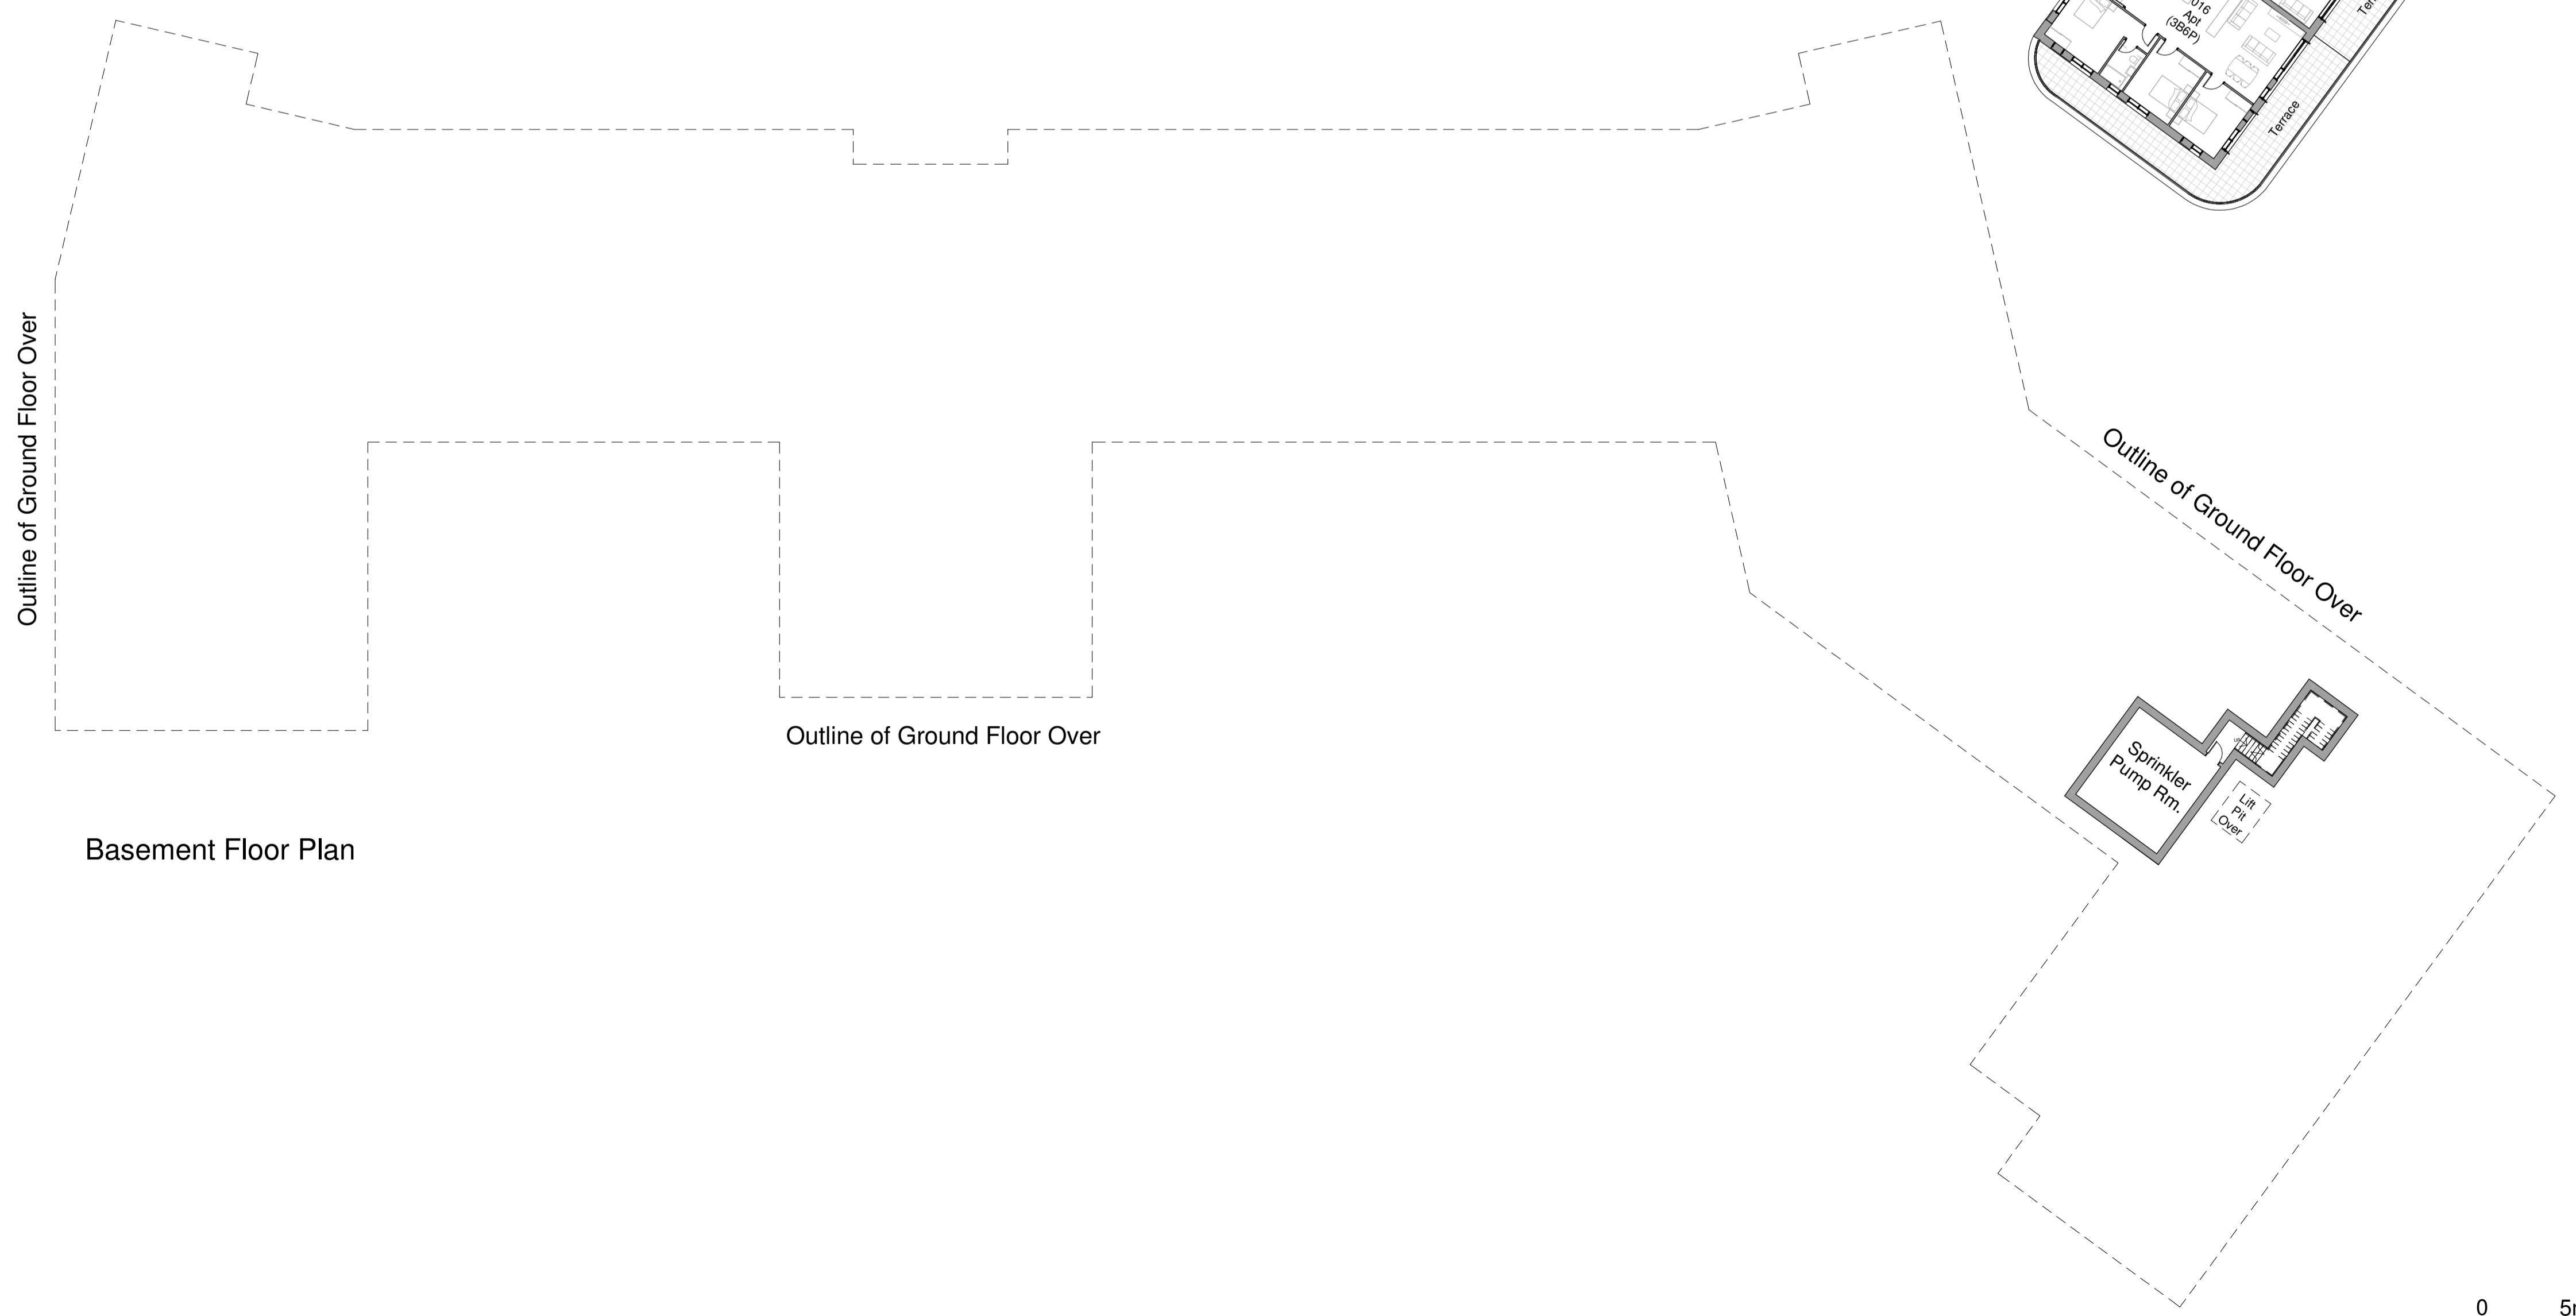 016
Apt
(3B6P)
Terrace
Outline of Ground Floor Over
Outline of Ground Floor Over
Outline of Ground Floor Over
Sprinkler
Pump Rm.
Lift
Pit
Over
Basement Floor Plan
0